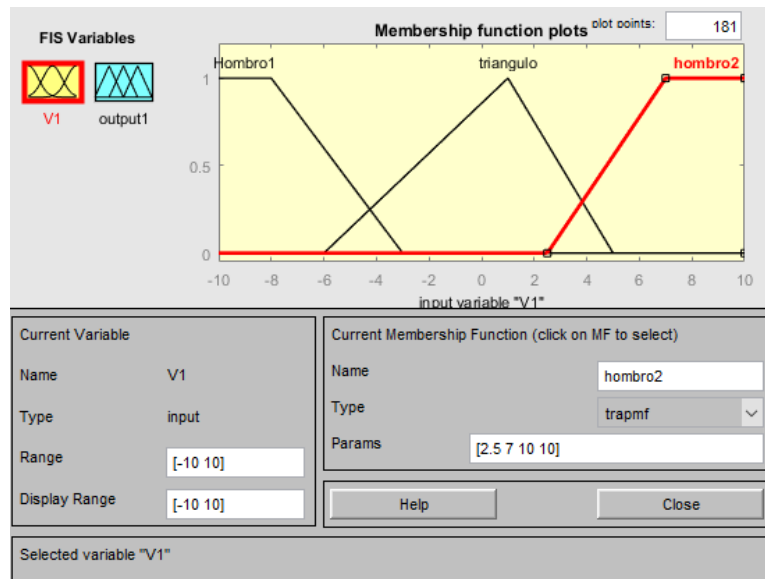 FIS Variables
V1
output1
Membership function plots
plot points:
181
Hombro1
triangulo
hombro2
1
0.5
0
-10 -8 -6 -4 -2 0 2 4 6 8 10
input variable "V1"
Current Variable
Name V1
Type input
Range [-10 10]
Display Range [-10 10]
Current Membership Function (click on MF to select)
Name hombro2
Type trapmf
Params [2.5 7 10 10]
Help Close
Selected variable "V1"